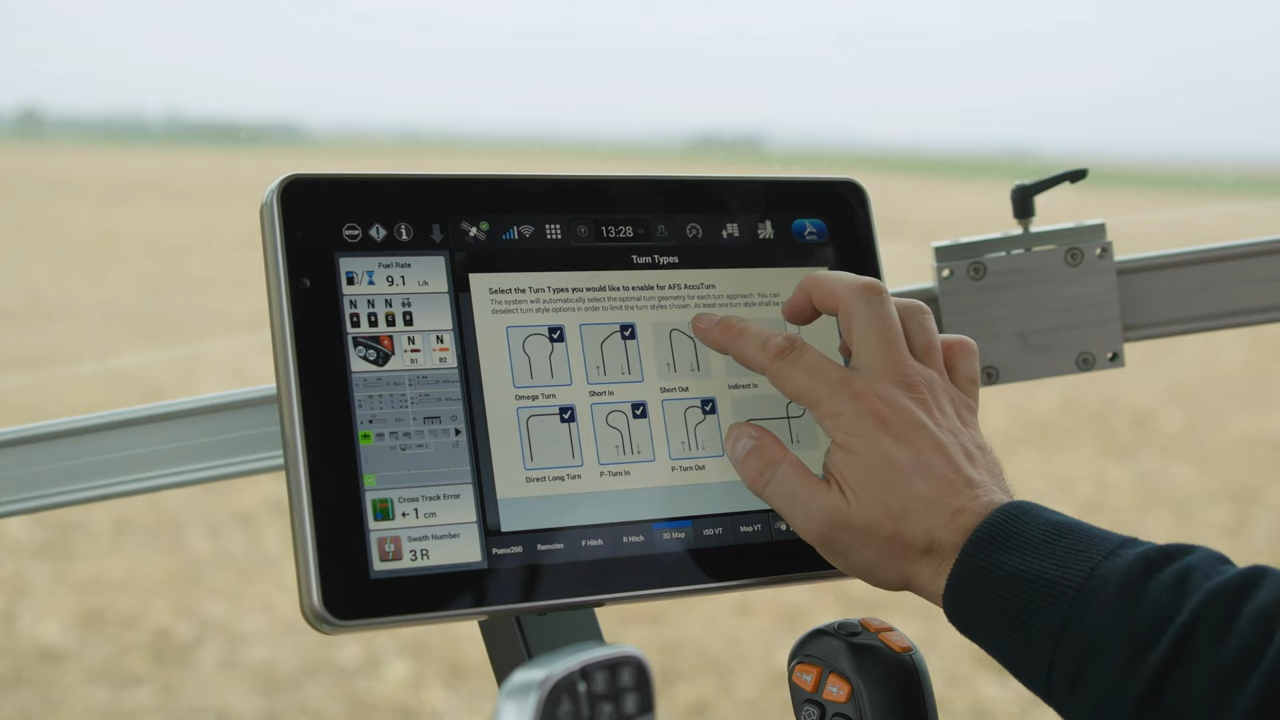 STOP
13:28
AUTO
Turn Types
Fuel Rate
9.1 L/h
N N N
A B C D
N N
B1 B2
Cross Track Error
←1 cm
Swath Number
3R
Select the Turn Types you would like to enable for AFS AccuTurn
The system will automatically select the optimal turn geometry for each turn approach. You can
deselect turn style options in order to limit the turn styles chosen. At least one turn style shall be
Omega Turn
Short In
Short Out
Indirect In
Direct Long Turn
P-Turn In
P-Turn Out
Puma260
Remotes
F Hitch
R Hitch
3D Map
ISO VT
Map VT